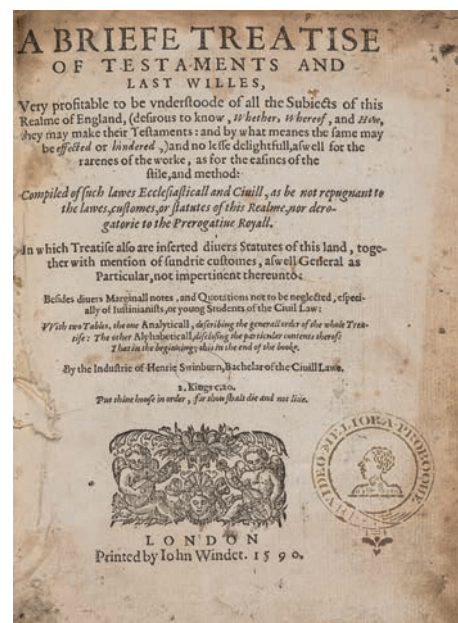 A BRIEFE TREATISE
OF TESTAMENTS AND
LAST WILLES,
Very profitable to be vnderstoode of all the Subiects of this
Realme of England, (desirous to know, Whether, Whereof, and How,
they may make their Testaments: and by what meanes the same may
be effected or hindered,) and no lesse delightfull, aswell for the
rarenes of the worke, as for the easines of the
stile, and method:
Compiled of such lawes Ecclesiasticall and Ciuill, as be not repugnant to
the lawes, customes, or statutes of this Realme, nor dero-
gatorie to the Prerogatiue Royall.
In which Treatise also are inserted diuers Statutes of this land, toge-
ther with mention of sundrie customes, aswell General as
Particular, not impertinent thereunto:
Besides diuers Marginall notes, and Quotations not to be neglected, especi-
ally of Iustinianists, or young Students of the Ciuil Law:
With two Tables, the one Analyticall, describing the generall order of the whole Trea-
tise: The other Alphabeticall, disclosing the particular contents thereof:
That in the beginning, this in the end of the booke.
By the Industrie of Henrie Swinburn, Bachelar of the Ciuill Lawe.
2. Kings c. 20.
Put thine house in order, for thou shalt die and not liue.
VIDEO MELIORA PROBOQUE
LONDON
Printed by Iohn Windet. 1590.